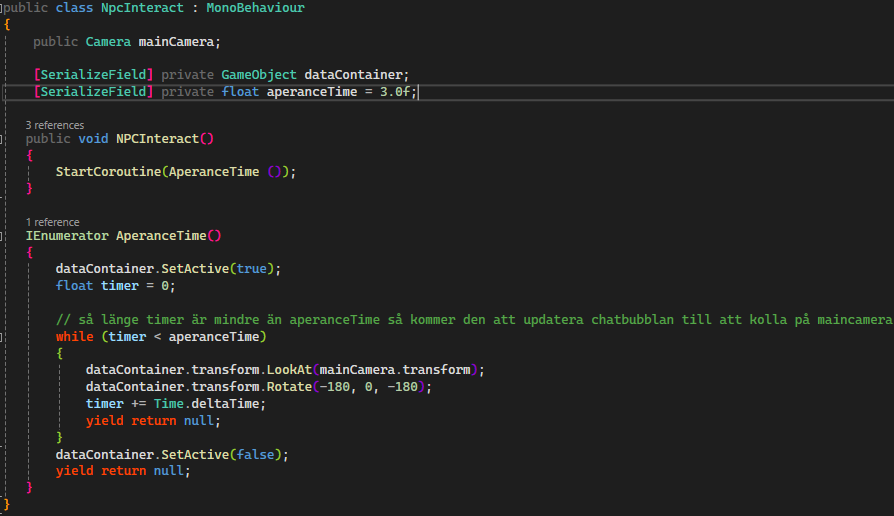 public class NpcInteract : MonoBehaviour
{
public Camera mainCamera;
[SerializeField] private GameObject dataContainer;
[SerializeField] private float aperanceTime = 3.0f;
3 references
public void NPCInteract()
{
StartCoroutine(AperanceTime ());
}
1 reference
IEnumerator AperanceTime()
{
dataContainer.SetActive(true);
float timer = 0;
// så länge timer är mindre än aperanceTime så kommer den att updatera chatbubblan till att kolla på maincamera
while (timer < aperanceTime)
{
dataContainer.transform.LookAt(mainCamera.transform);
dataContainer.transform.Rotate(-180, 0, -180);
timer += Time.deltaTime;
yield return null;
}
dataContainer.SetActive(false);
yield return null;
}
}